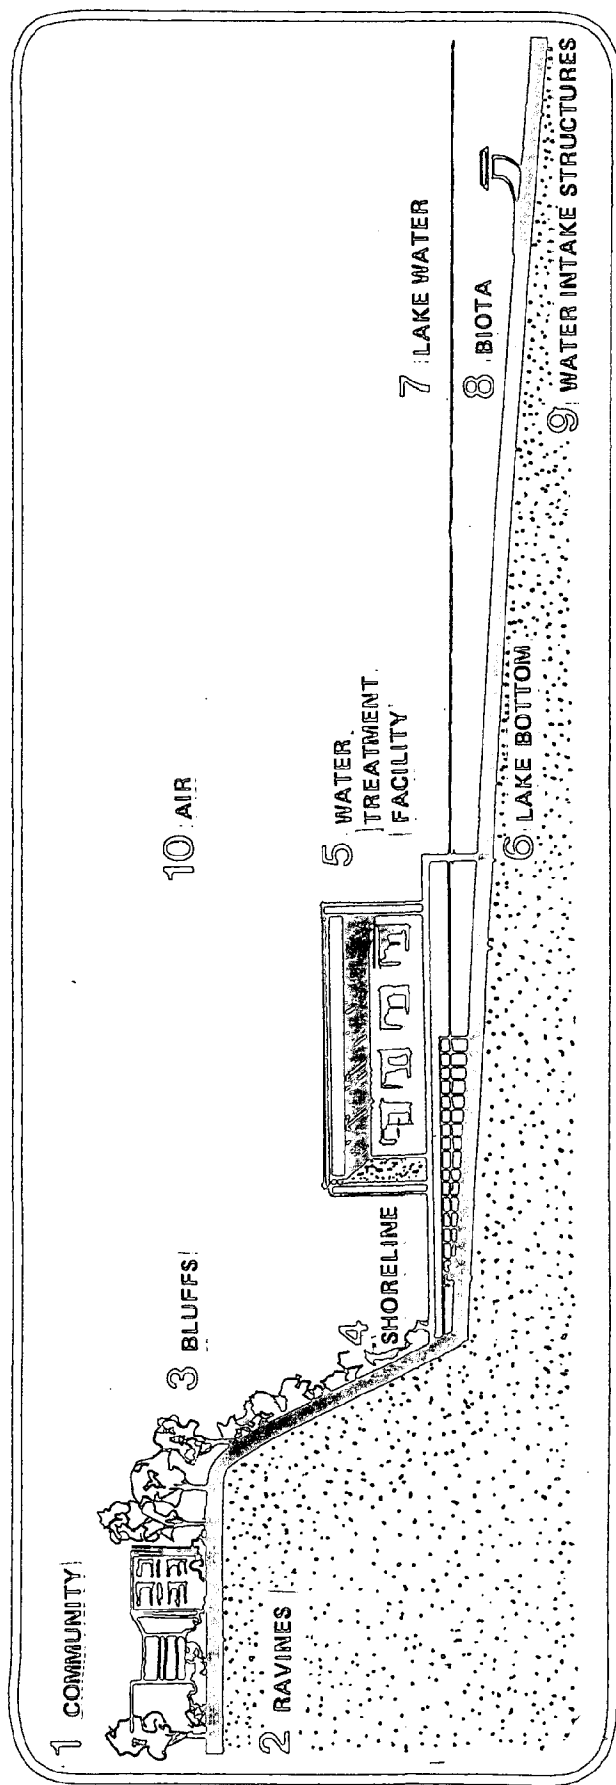 1 COMMUNITY
2 RAVINES
3 BLUFFS
4 SHORELINE
5 WATER
TREATMENT
FACILITY
6 LAKE BOTTOM
7 LAKE WATER
8 BIOTA
9 WATER INTAKE STRUCTURES
10 AIR